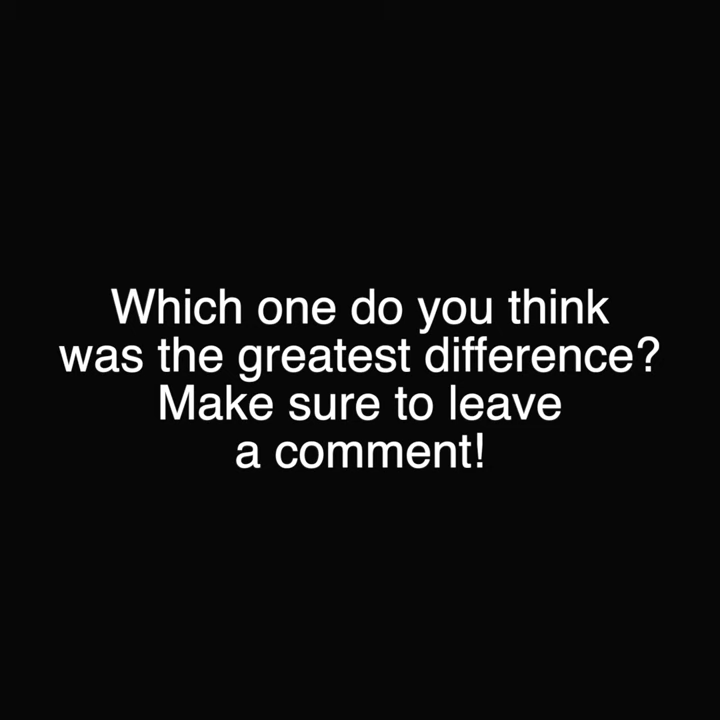 Which one do you think
was the greatest difference?
Make sure to leave
a comment!